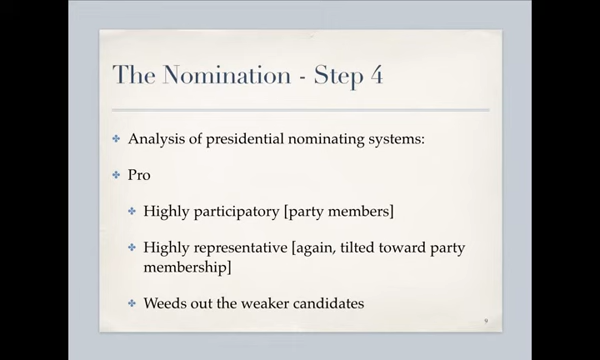 The Nomination - Step 4
Analysis of presidential nominating systems:
Pro
Highly participatory [party members]
Highly representative [again, tilted toward party
membership]
Weeds out the weaker candidates
9